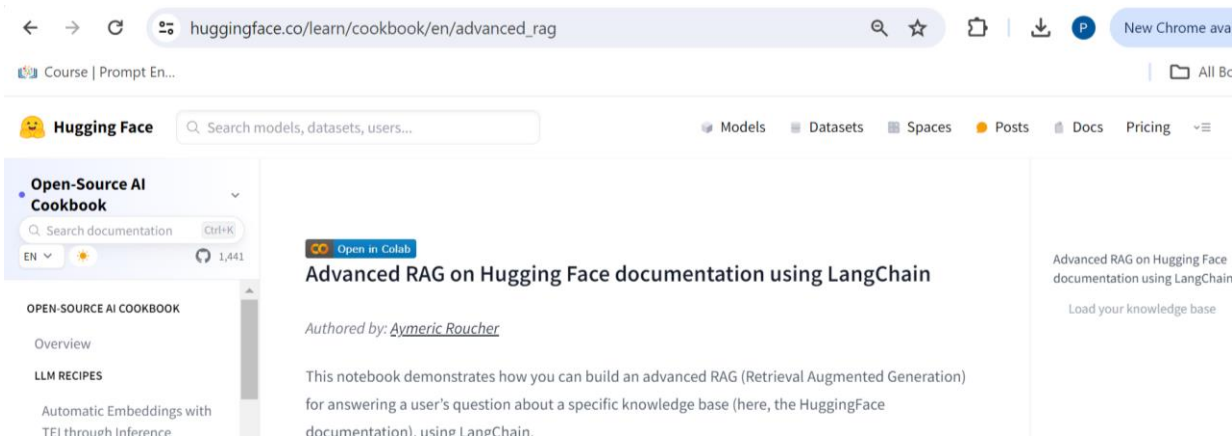 huggingface.co/learn/cookbook/en/advanced_rag
P
New Chrome ava
Course | Prompt En...
All Bo
Hugging Face
Search models, datasets, users...
Models
Datasets
Spaces
Posts
Docs
Pricing
Open-Source AI
Cookbook
Search documentation
Ctrl+K
EN
1,441
OPEN-SOURCE AI COOKBOOK
Overview
LLM RECIPES
Automatic Embeddings with
TEI through Inference
Open in Colab
Advanced RAG on Hugging Face documentation using LangChain
Authored by: Aymeric Roucher
This notebook demonstrates how you can build an advanced RAG (Retrieval Augmented Generation)
for answering a user's question about a specific knowledge base (here, the HuggingFace
documentation), using LangChain.
Advanced RAG on Hugging Face
documentation using LangChain
Load your knowledge base